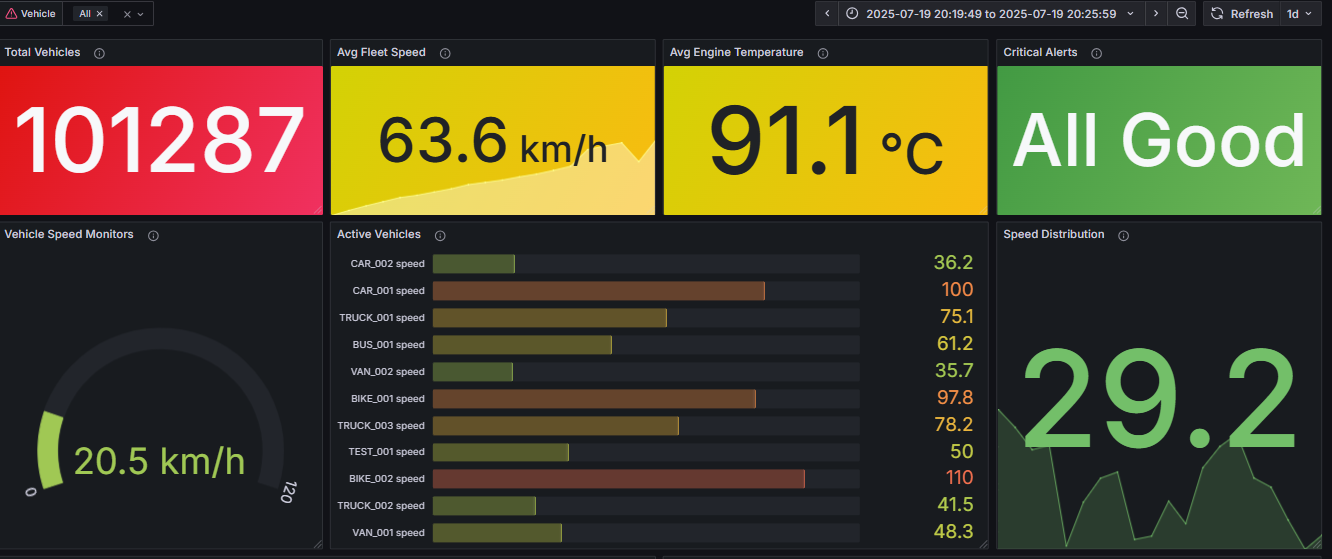 Vehicle All × × 2025-07-19 20:19:49 to 2025-07-19 20:25:59 Refresh 1d
Total Vehicles
101287
Avg Fleet Speed
63.6 km/h
Avg Engine Temperature
91.1 °C
Critical Alerts
All Good
Vehicle Speed Monitors
20.5 km/h
0
120
Active Vehicles
CAR_002 speed 36.2
CAR_001 speed 100
TRUCK_001 speed 75.1
BUS_001 speed 61.2
VAN_002 speed 35.7
BIKE_001 speed 97.8
TRUCK_003 speed 78.2
TEST_001 speed 50
BIKE_002 speed 110
TRUCK_002 speed 41.5
VAN_001 speed 48.3
Speed Distribution
29.2